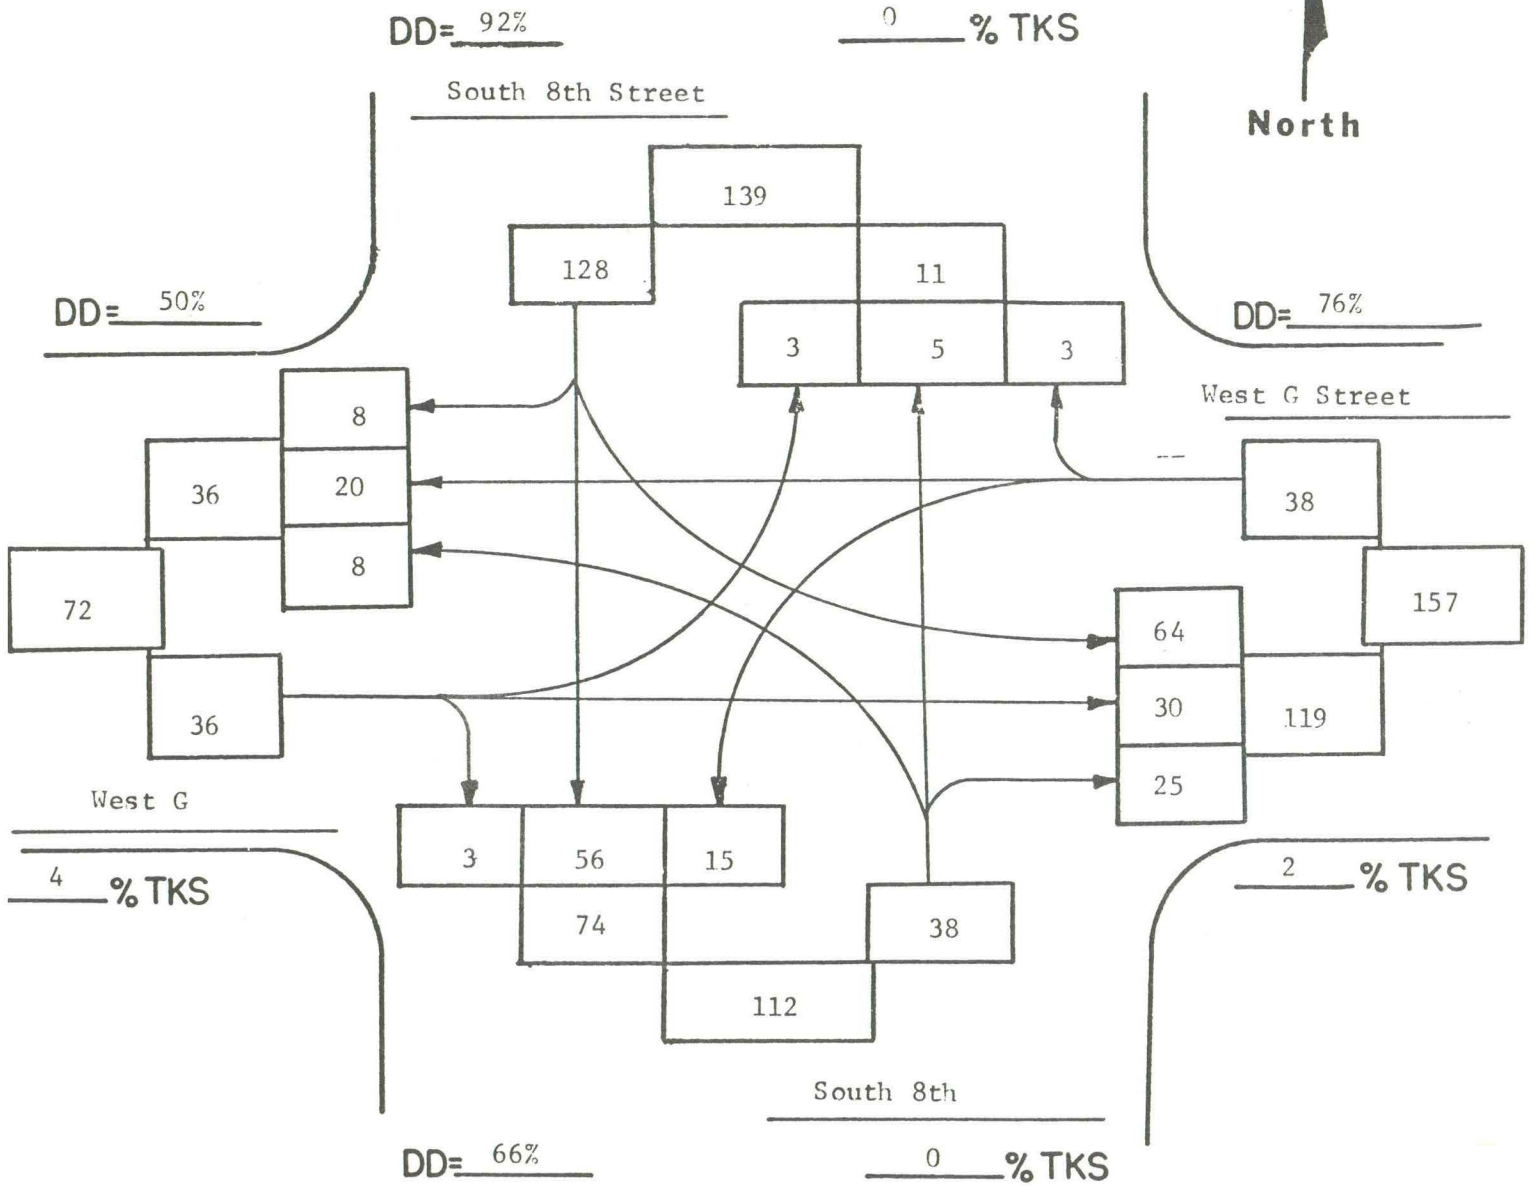 DD= 92%
0 % TKS
South 8th Street
North
139
128
11
DD= 50%
DD= 76%
3 5 3
West G Street
8
36
20
--
38
8
72
157
64
30
119
36
25
West G
3 56 15
4 % TKS
2 % TKS
74
38
112
South 8th
DD= 66%
0 % TKS